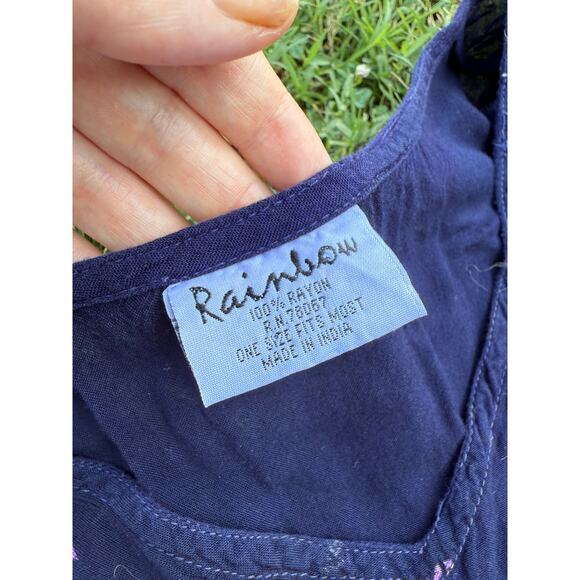 Rainbow
100% RAYON
R.N. 78067
ONE SIZE FITS MOST
MADE IN INDIA